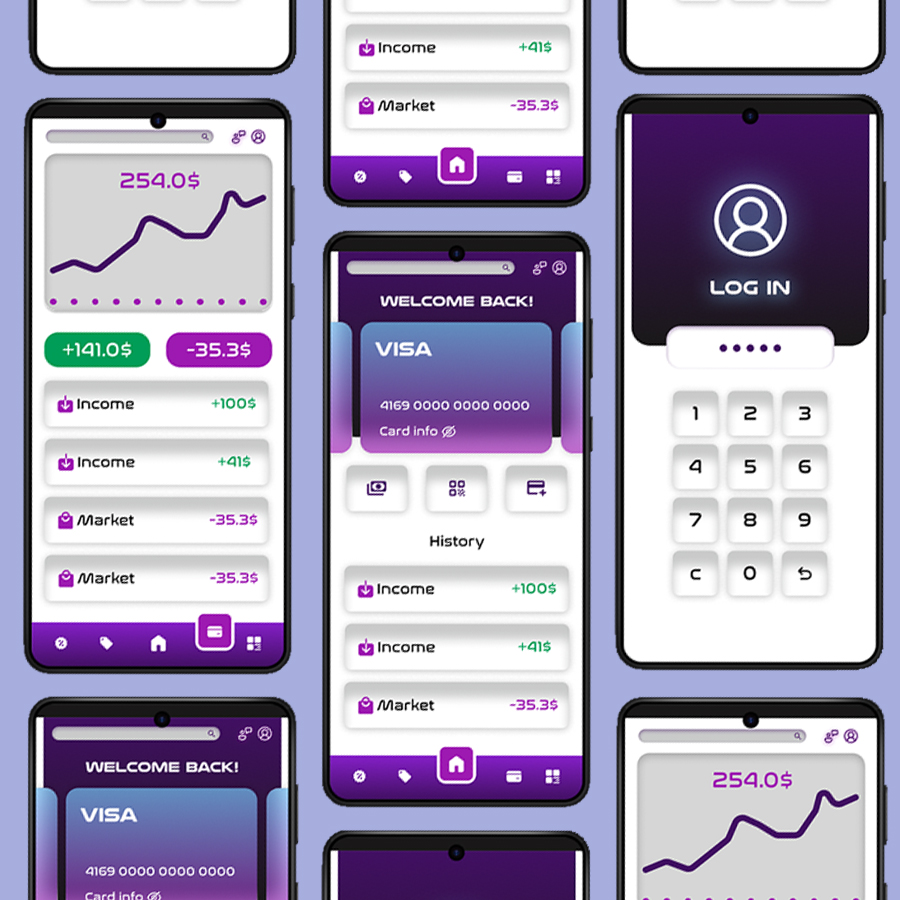 Income +41$
Market -35.3$
254.0$
+141.0$ -35.3$
Income +100$
Income +41$
Market -35.3$
Market -35.3$
WELCOME BACK!
VISA
4169 0000 0000 0000
Card info
History
Income +100$
Income +41$
Market -35.3$
LOG IN
1 2 3
4 5 6
7 8 9
C 0
WELCOME BACK!
VISA
4169 0000 0000 0000
Card info
254.0$